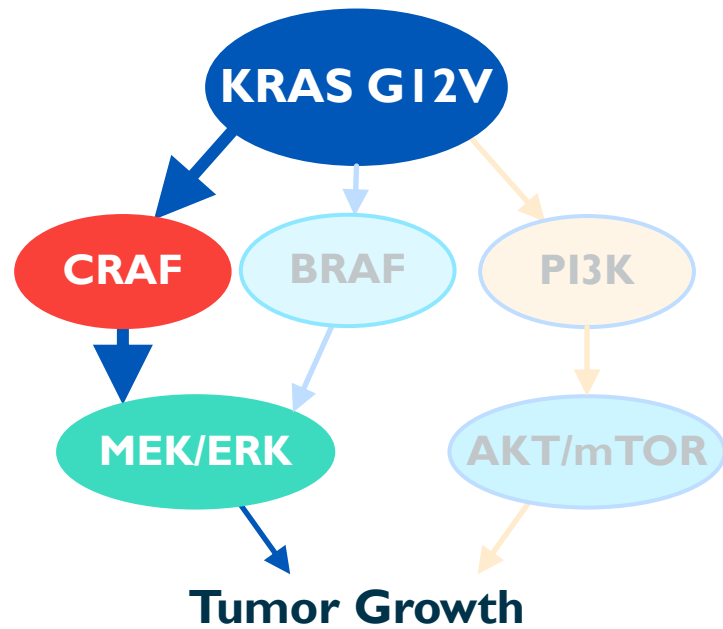 KRAS G12V
CRAF
BRAF
PI3K
MEK/ERK
AKT/mTOR
Tumor Growth